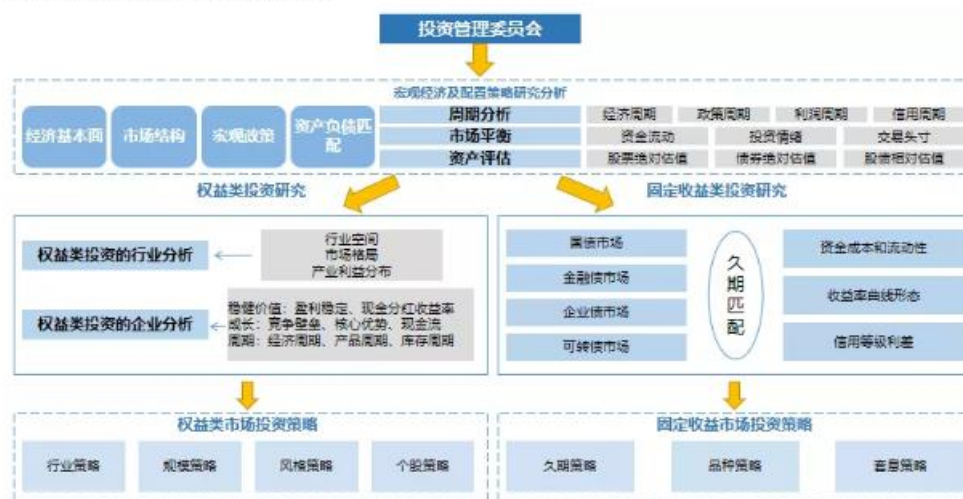 投资管理委员会
宏观经济及配置策略研究分析
经济基本面
市场结构
宏观政策
资产负债匹
配
周期分析
经济周期
政策周期
利润周期
信用周期
市场平衡
资金流动
投资情绪
交易头寸
资产评估
股票绝对估值
债券绝对估值
股债相对估值
权益类投资研究
权益类投资的行业分析
行业空间
市场格局
产业利益分布
权益类投资的企业分析
稳健价值：盈利稳定、现金分红收益率
成长：竞争壁垒、核心优势、现金流
周期：经济周期、产品周期、库存周期
固定收益类投资研究
国债市场
金融债市场
企业债市场
可转债市场
久
期
匹
配
资金成本和流动性
收益率曲线形态
信用等级利差
权益类市场投资策略
行业策略
规模策略
风格策略
个股策略
固定收益市场投资策略
久期策略
品种策略
套息策略